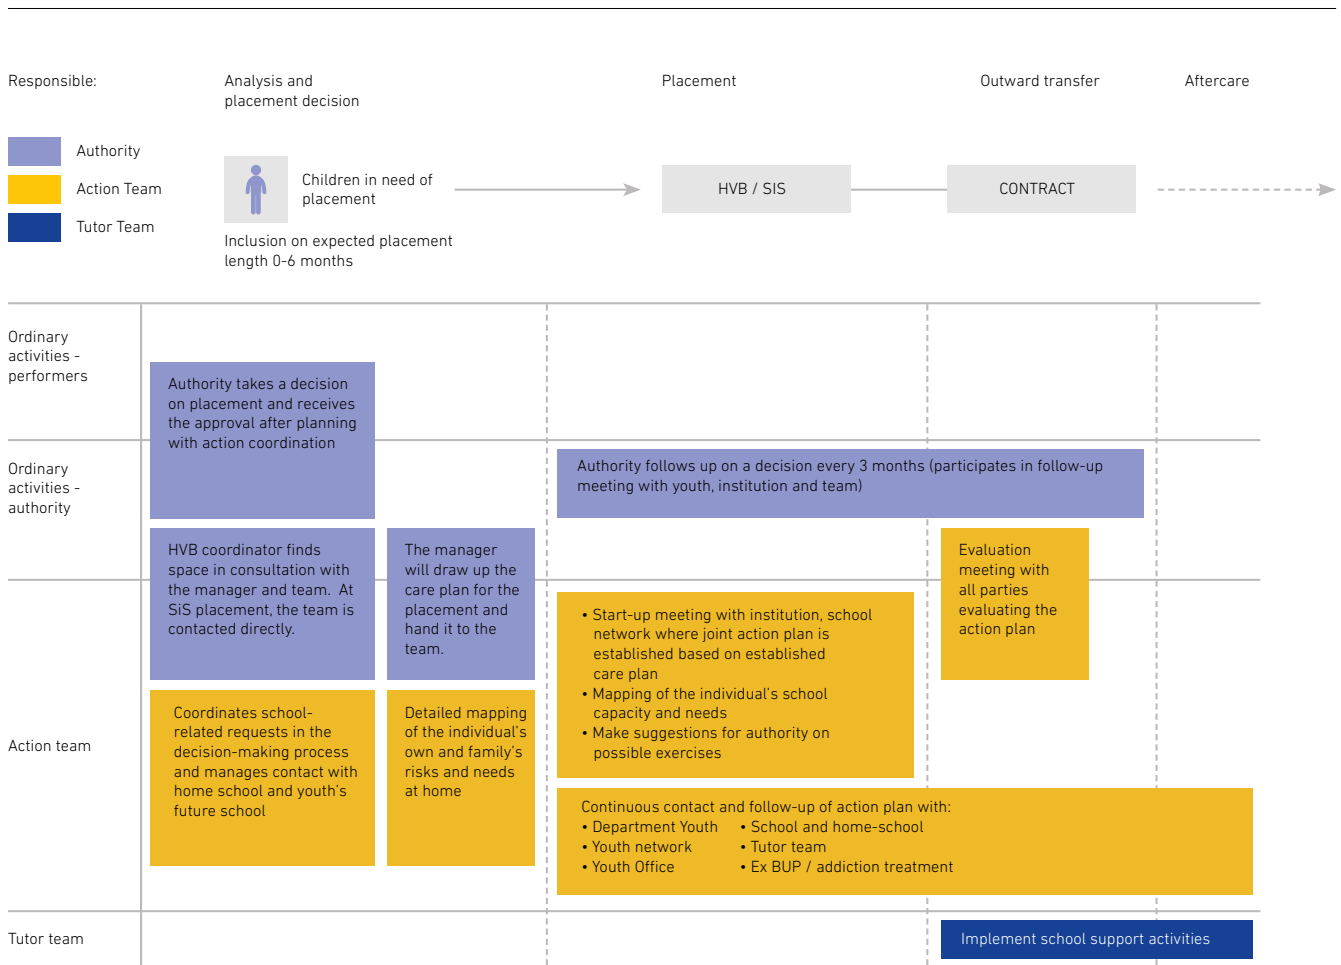 Responsible:
Authority
Action Team
Tutor Team
Analysis and
placement decision
Placement
Outward transfer
Aftercare
Children in need of
placement
Inclusion on expected placement
length 0-6 months
HVB / SIS
CONTRACT
Ordinary
activities -
performers
Authority takes a decision
on placement and receives
the approval after planning
with action coordination
Ordinary
activities -
authority
Authority follows up on a decision every 3 months (participates in follow-up
meeting with youth, institution and team)
HVB coordinator finds
space in consultation with
the manager and team.  At
SiS placement, the team is
contacted directly.
The manager
will draw up the
care plan for the
placement and
hand it to the
team.
Evaluation
meeting with
all parties
evaluating the
action plan
Action team
Coordinates school-
related requests in the
decision-making process
and manages contact with
home school and youth's
future school
Detailed mapping
of the individual's
own and family's
risks and needs
at home
• Start-up meeting with institution, school
network where joint action plan is
established based on established
care plan
• Mapping of the individual's school
capacity and needs
• Make suggestions for authority on
possible exercises
Continuous contact and follow-up of action plan with:
• Department Youth
• Youth network
• Youth Office
• School and home-school
• Tutor team
• Ex BUP / addiction treatment
Tutor team
Implement school support activities